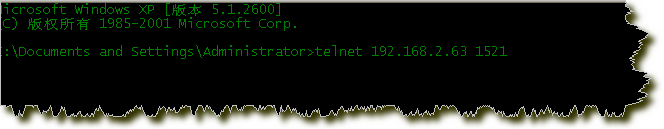 icrosoft Windows XP [版本 5.1.2600]
C) 版权所有 1985-2001 Microsoft Corp.
:\Documents and Settings\Administrator>telnet 192.168.2.63 1521